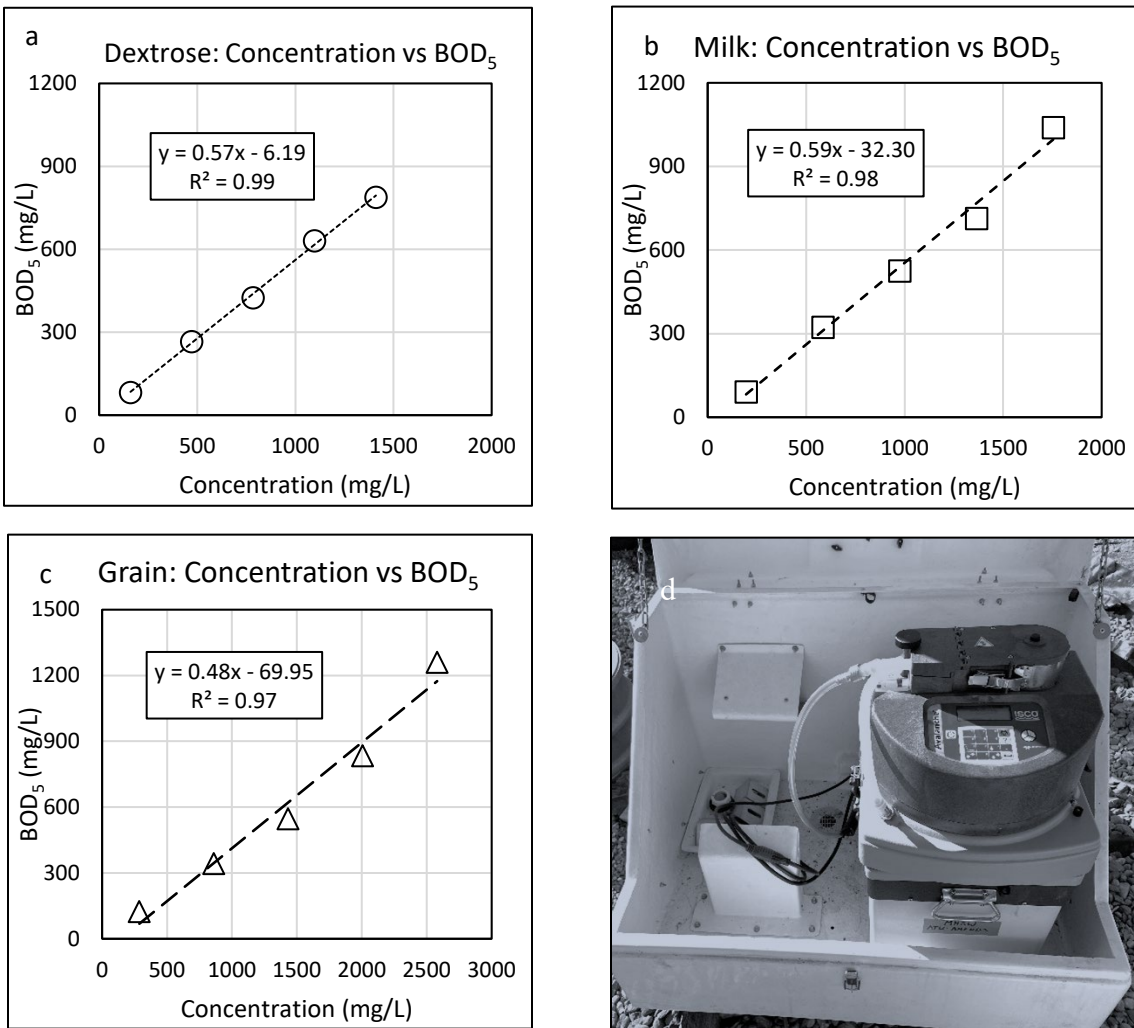 a
Dextrose: Concentration vs BOD₅
y = 0.57x - 6.19
R² = 0.99
BOD₅ (mg/L)
1200
900
600
300
0
0 500 1000 1500 2000
Concentration (mg/L)
b
Milk: Concentration vs BOD₅
y = 0.59x - 32.30
R² = 0.98
BOD₅ (mg/L)
1200
900
600
300
0
0 500 1000 1500 2000
Concentration (mg/L)
c
Grain: Concentration vs BOD₅
y = 0.48x - 69.95
R² = 0.97
BOD₅ (mg/L)
1500
1200
900
600
300
0
0 500 1000 1500 2000 2500 3000
Concentration (mg/L)
d
ISCO